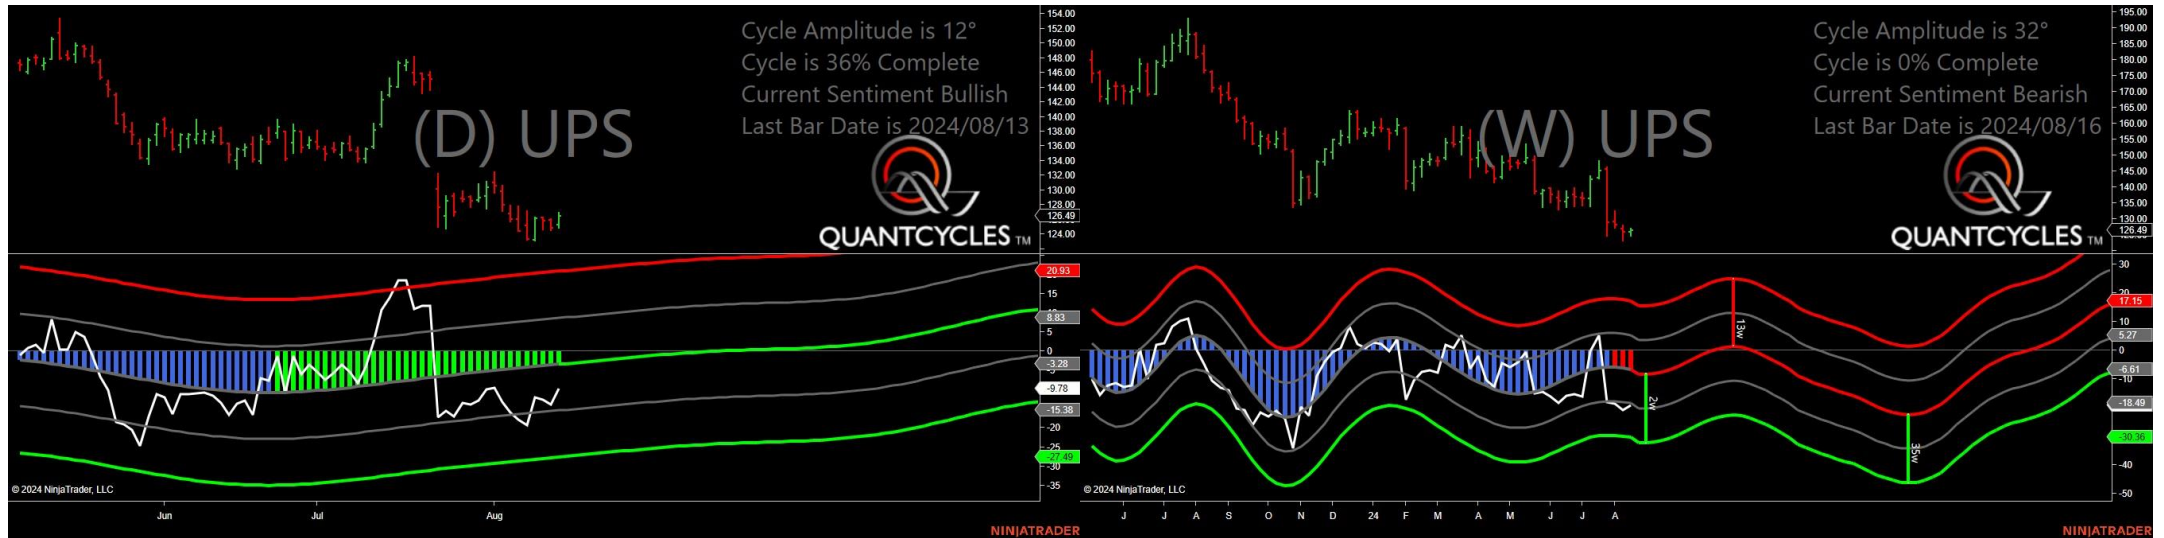 Cycle Amplitude is 12°
Cycle is 36% Complete
Current Sentiment Bullish
Last Bar Date is 2024/08/13
(D) UPS
QUANTCYCLES TM
154.00
152.00
150.00
148.00
146.00
144.00
142.00
140.00
138.00
136.00
134.00
132.00
130.00
128.00
126.49
124.00
20.93
15
8.83
5
0
-3.28
-9.78
-15.38
-20
-25
-27.49
-30
-35
© 2024 NinjaTrader, LLC
Jun
Jul
Aug
NINJATRADER
Cycle Amplitude is 32°
Cycle is 0% Complete
Current Sentiment Bearish
Last Bar Date is 2024/08/16
(W) UPS
QUANTCYCLES TM
195.00
190.00
185.00
180.00
175.00
170.00
165.00
160.00
155.00
150.00
145.00
140.00
135.00
130.00
126.49
30
20
17.15
10
5.27
0
-6.61
-10
-18.49
-30.36
-40
-50
13w
2w
35w
© 2024 NinjaTrader, LLC
J J A S O N D 24 F M A M J J A
NINJATRADER